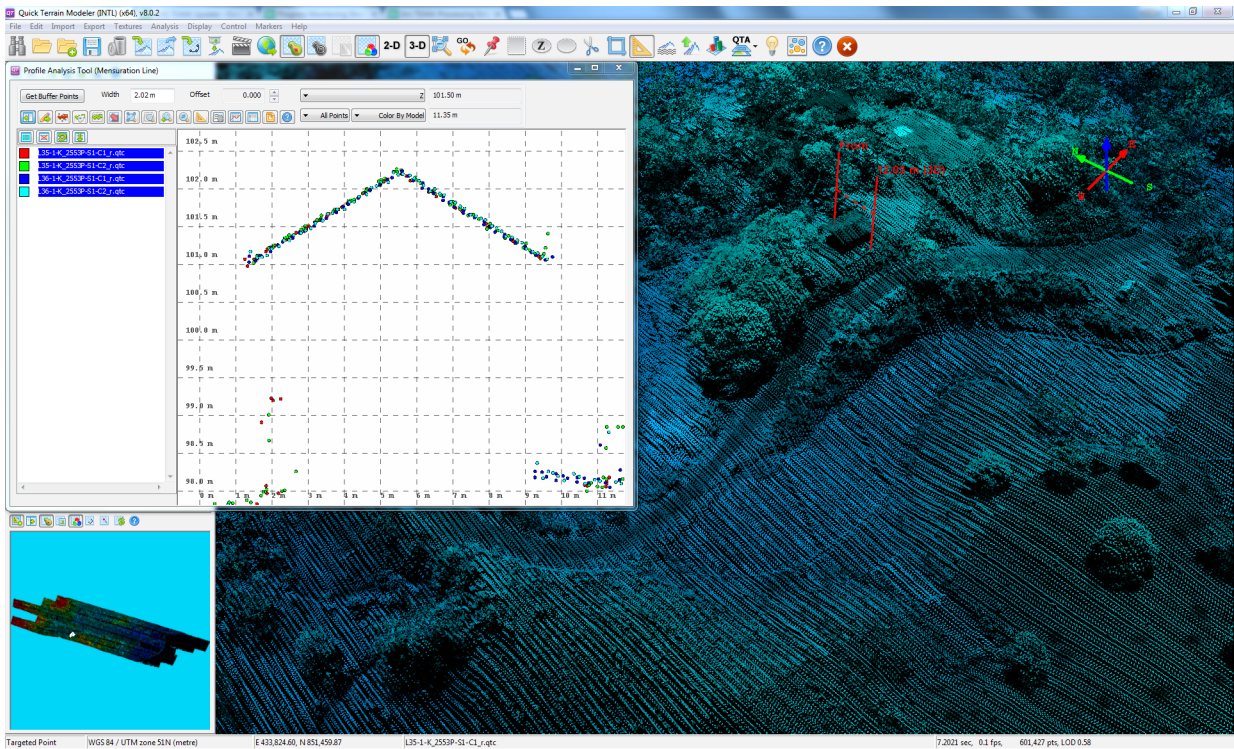 Quick Terrain Modeler (INTL) (x64), v8.0.2
File Edit Import Export Textures Analysis Display Control Markers Help
2-D 3-D GO QTA
Profile Analysis Tool (Mensuration Line)
Get Buffer Points Width 2.02 m Offset 0.000 Z 101.50 m
All Points Color By Model 11.35 m
L35-1-K_2553P-S1-C1_r.qtc
L35-1-K_2553P-S1-C2_r.qtc
L36-1-K_2553P-S1-C1_r.qtc
L36-1-K_2553P-S1-C2_r.qtc
102.5 m
102.0 m
101.5 m
101.0 m
100.5 m
100.0 m
99.5 m
99.0 m
98.5 m
98.0 m
0 m 1 m 2 m 3 m 4 m 5 m 6 m 7 m 8 m 9 m 10 m 11 m
From
N
S
Targeted Point WGS 84 / UTM zone 51N (metre) E 433,824.60, N 851,459.87 L35-1-K_2553P-S1-C1_r.qtc 7.2021 sec, 0.1 fps, 601,427 pts, LOD 0.58